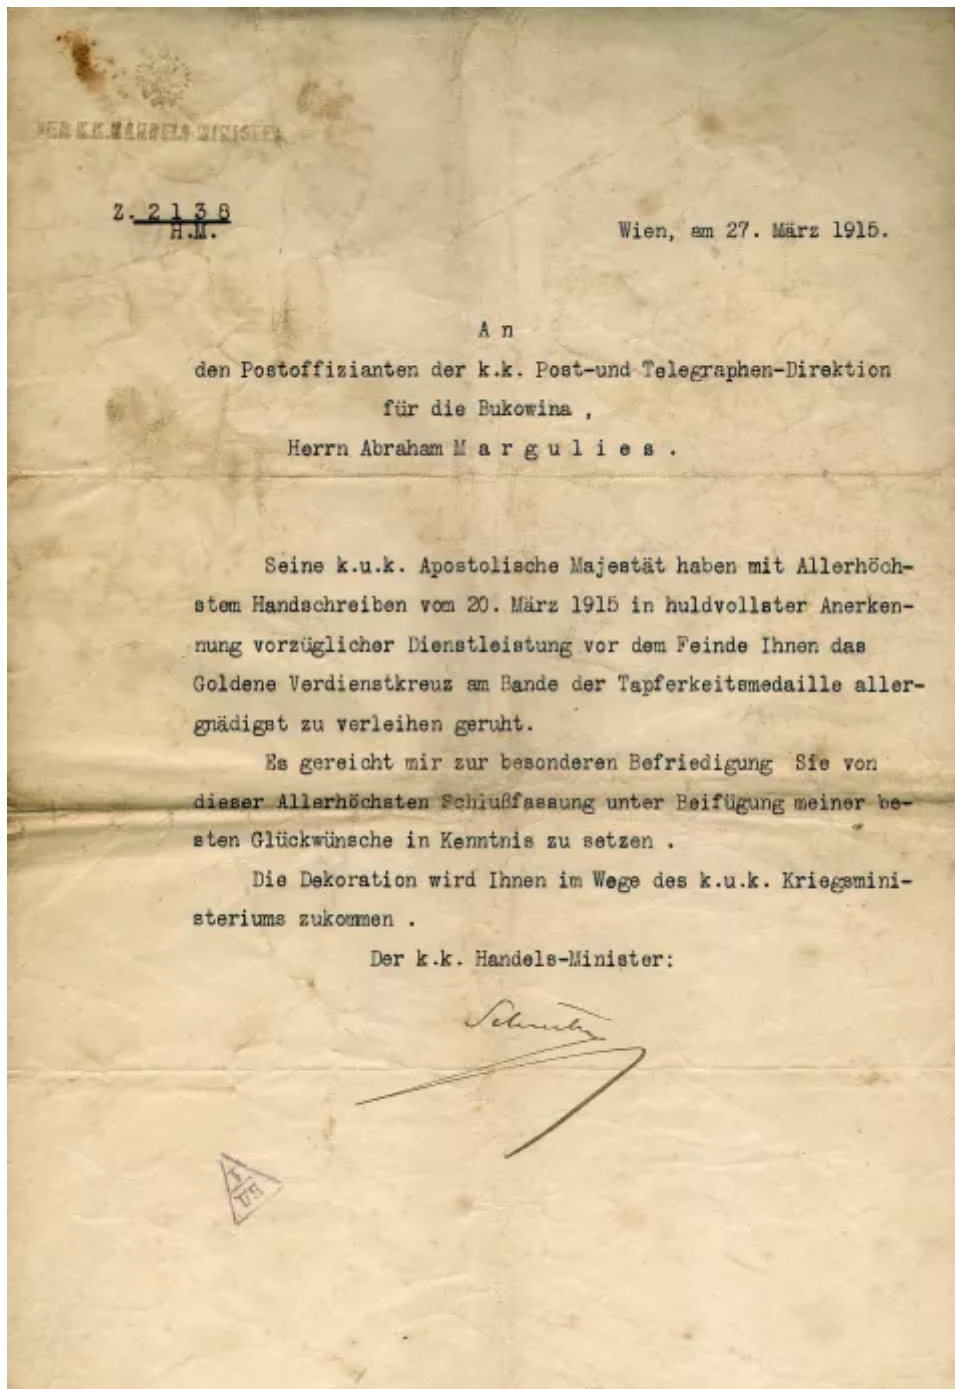 DER K.K. HANDELS-MINISTER
Z. 2138
H.M.
Wien, am 27. März 1915.
An
den Postoffizianten der k.k. Post-und Telegraphen-Direktion
für die Bukowina ,
Herrn Abraham Margulies .
Seine k.u.k. Apostolische Majestät haben mit Allerhöch-
stem Handschreiben vom 20. März 1915 in huldvollster Anerken-
nung vorzüglicher Dienstleistung vor dem Feinde Ihnen das
Goldene Verdienstkreuz am Bande der Tapferkeitsmedaille aller-
gnädigst zu verleihen geruht.
Es gereicht mir zur besonderen Befriedigung Sie von
dieser Allerhöchsten Schlußfassung unter Beifügung meiner be-
sten Glückwünsche in Kenntnis zu setzen .
Die Dekoration wird Ihnen im Wege des k.u.k. Kriegsmini-
steriums zukommen .
Der k.k. Handels-Minister: